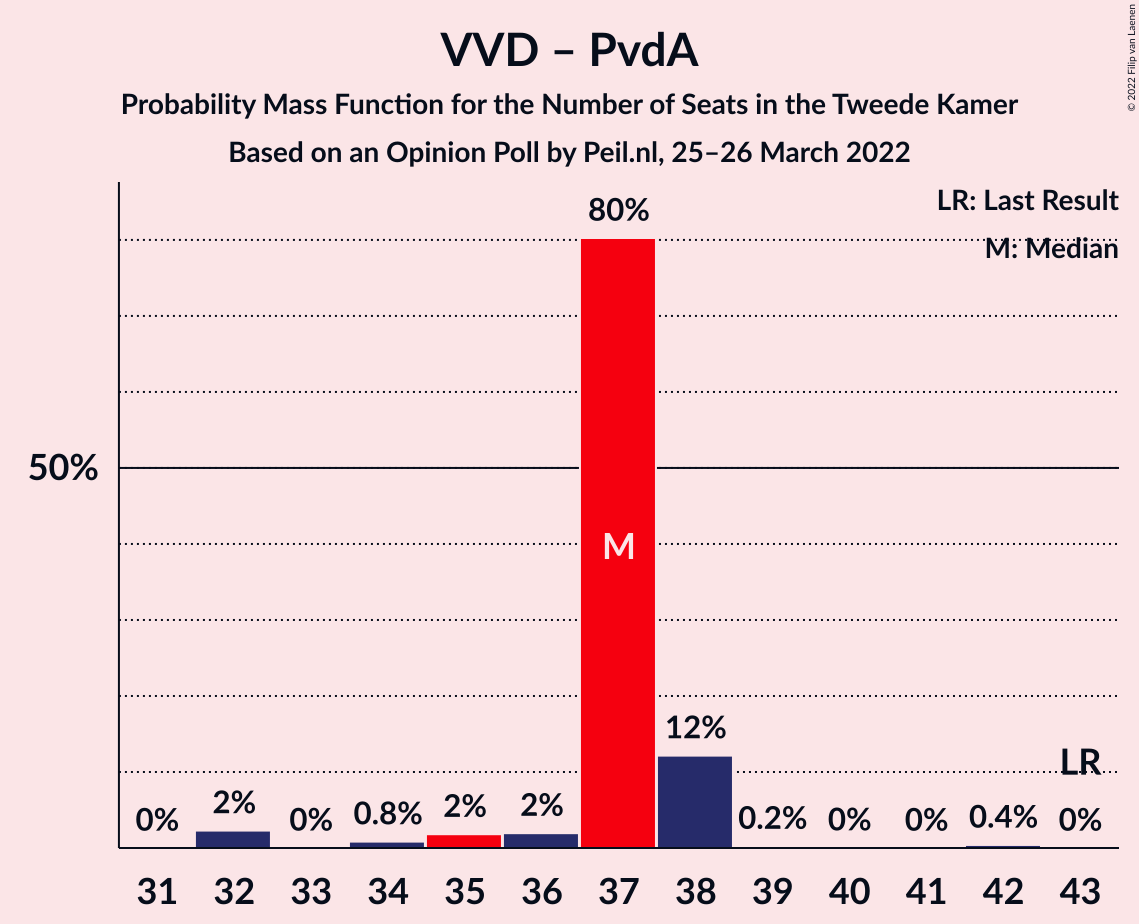 VVD – PvdA
Probability Mass Function for the Number of Seats in the Tweede Kamer
Based on an Opinion Poll by Peil.nl, 25–26 March 2022
© 2022 Filip van Laenen
LR: Last Result
M: Median
80%
50%
M
12%
LR
0% 2% 0% 0.8% 2% 2% 0.2% 0% 0% 0.4% 0%
31 32 33 34 35 36 37 38 39 40 41 42 43